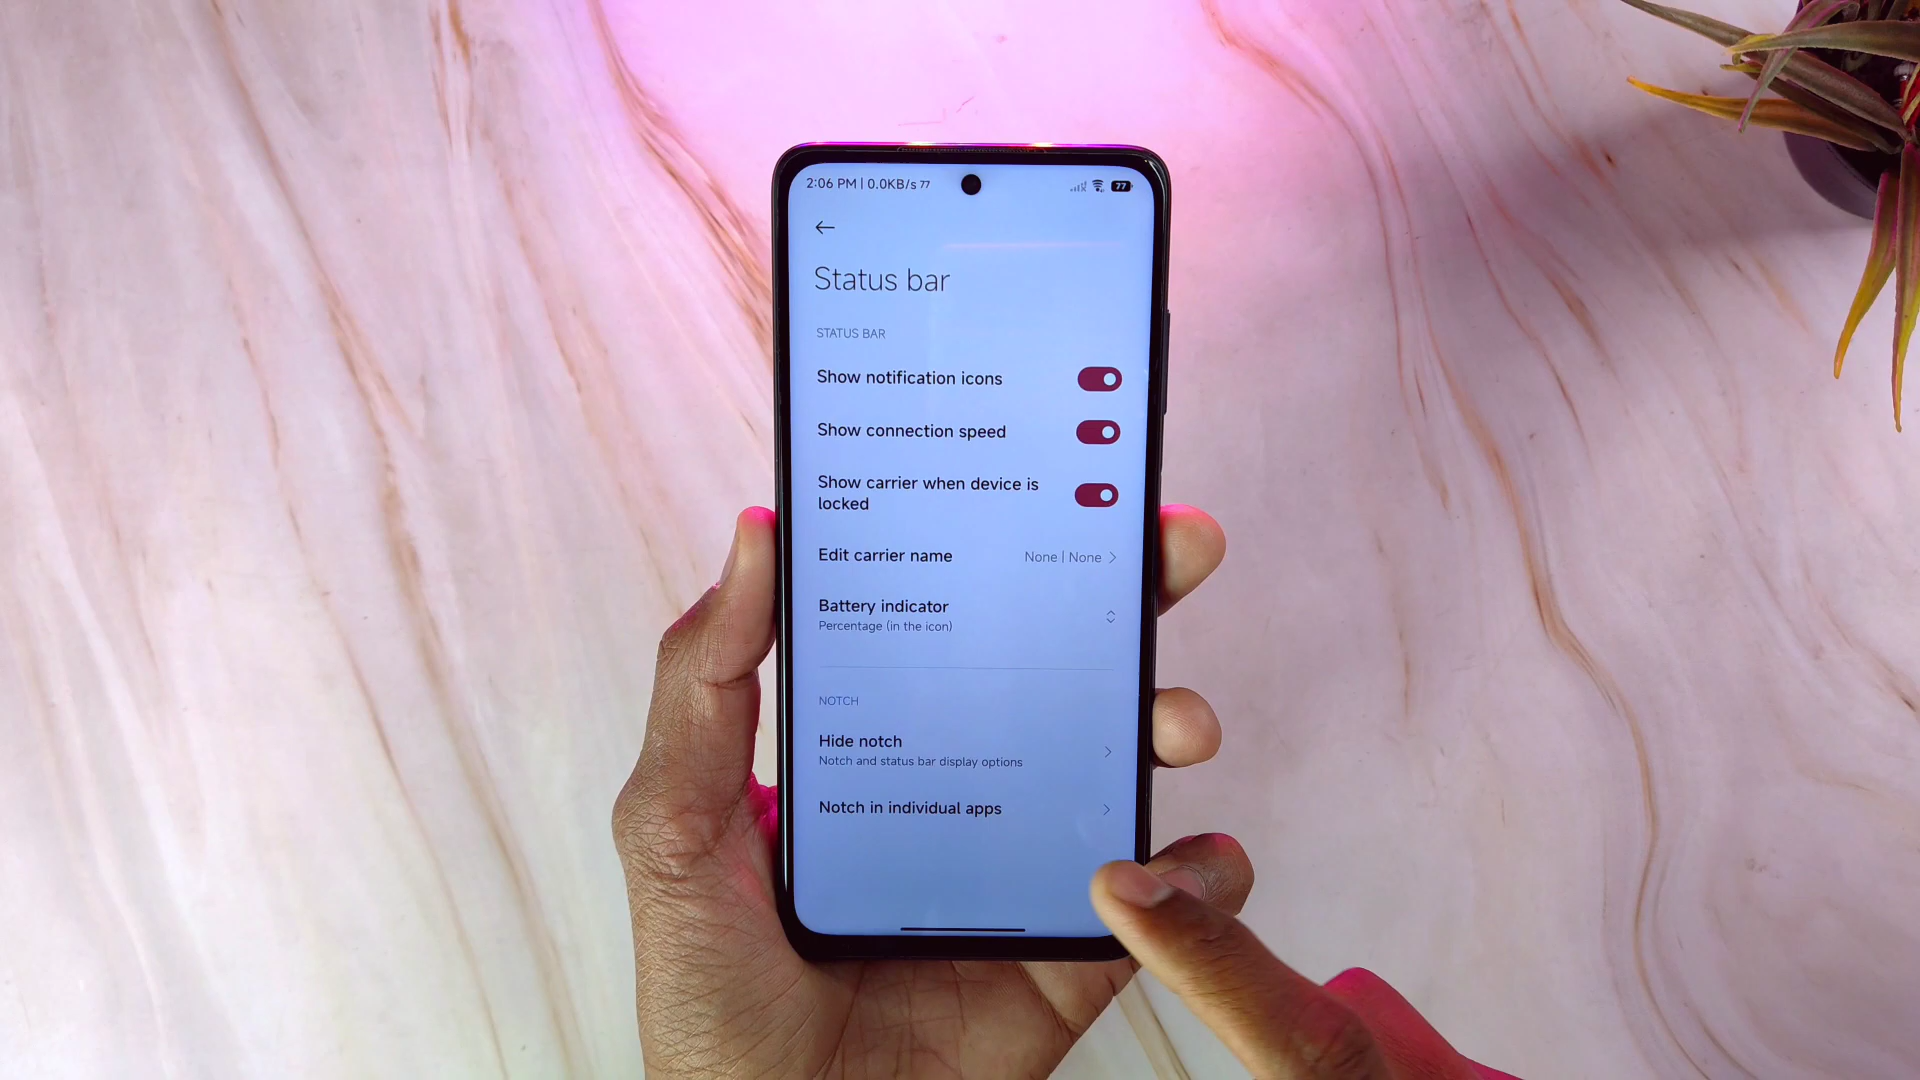 2:06 PM | 0.0KB/s 77
77
Status bar
STATUS BAR
Show notification icons
Show connection speed
Show carrier when device is
locked
Edit carrier name None | None
Battery indicator
Percentage (in the icon)
NOTCH
Hide notch
Notch and status bar display options
Notch in individual apps